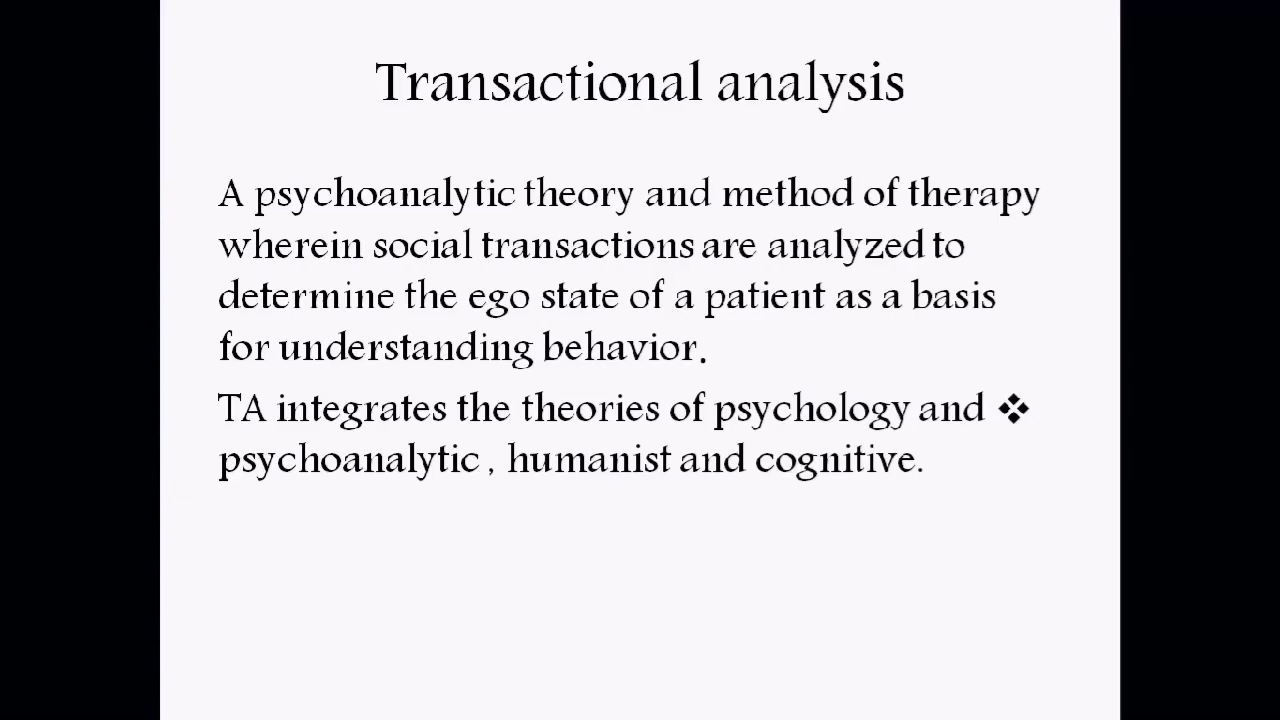 Transactional analysis
A psychoanalytic theory and method of therapy
wherein social transactions are analyzed to
determine the ego state of a patient as a basis
for understanding behavior.
TA integrates the theories of psychology and ❖
psychoanalytic , humanist and cognitive.